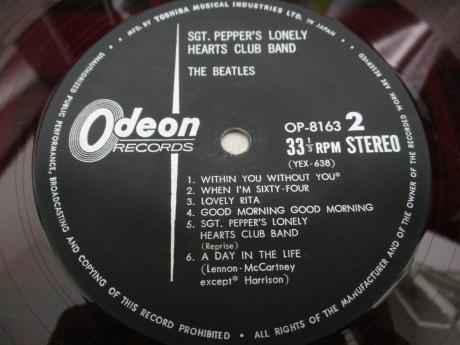 MFD. BY TOSHIBA MUSICAL INDUSTRIES LTD. IN JAPAN •
SGT. PEPPER'S LONELY
HEARTS CLUB BAND
THE BEATLES
Odeon
RECORDS
OP-8163 2
33 1/3 RPM STEREO
(YEX-638)
1. WITHIN YOU WITHOUT YOU*
2. WHEN I'M SIXTY-FOUR
3. LOVELY RITA
4. GOOD MORNING GOOD MORNING
5. SGT. PEPPER'S LONELY
HEARTS CLUB BAND
(Reprise)
6. A DAY IN THE LIFE
(Lennon-McCartney
except* Harrison)
UNAUTHORIZED PUBLIC PERFORMANCE, BROADCASTING AND COPYING OF THIS RECORD PROHIBITED • ALL RIGHTS OF THE MANUFACTURER AND OF THE OWNER OF THE RECORDED WORK ARE RESERVED